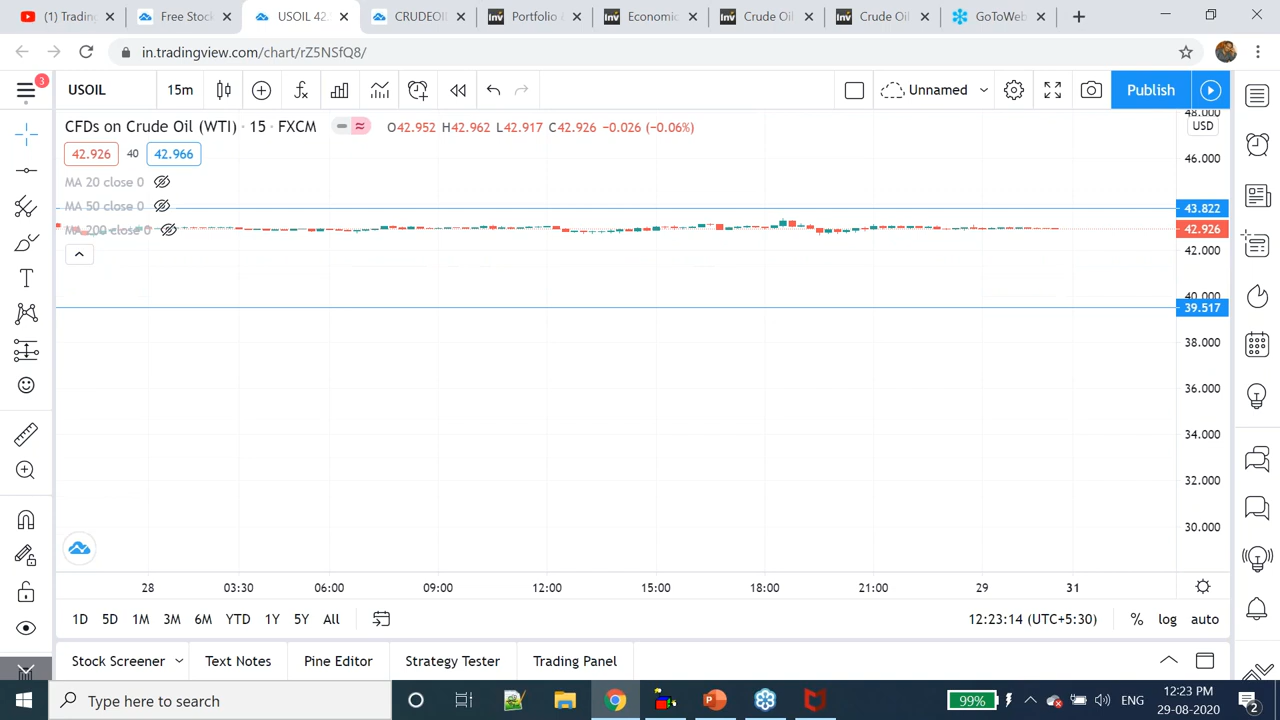 (1) Tradin
Free Stock
USOIL 42.
CRUDEOIL
Portfolio
Economic
Crude Oil
Crude Oil
GoToWeb
in.tradingview.com/chart/rZ5NSfQ8/
3
USOIL
15m
Unnamed
Publish
CFDs on Crude Oil (WTI) · 15 · FXCM
O42.952 H42.962 L42.917 C42.926 −0.026 (−0.06%)
42.926 40 42.966
MA 20 close 0
MA 50 close 0
MA 200 close 0
48.000
USD
46.000
43.822
42.926
42.000
40.000
39.517
38.000
36.000
34.000
32.000
30.000
28 03:30 06:00 09:00 12:00 15:00 18:00 21:00 29 31
1D 5D 1M 3M 6M YTD 1Y 5Y All
12:23:14 (UTC+5:30)
% log auto
Stock Screener
Text Notes
Pine Editor
Strategy Tester
Trading Panel
Type here to search
99%
ENG
12:23 PM
29-08-2020
2